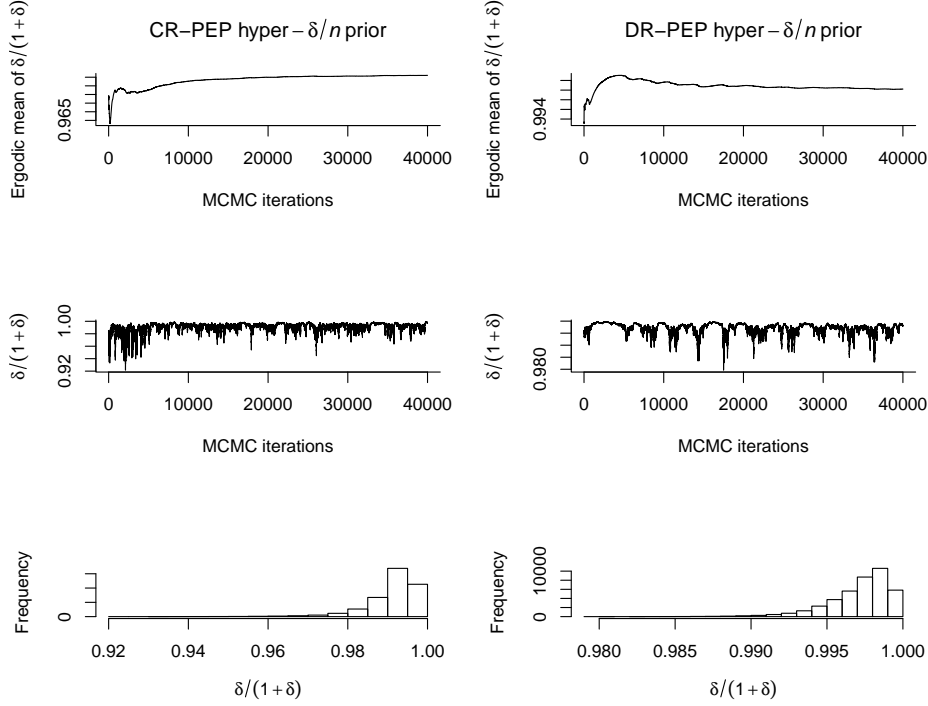 CR−PEP hyper − δ/n prior
Ergodic mean of δ/(1 + δ)
0.965
0 10000 20000 30000 40000
MCMC iterations
DR−PEP hyper − δ/n prior
Ergodic mean of δ/(1 + δ)
0.994
0 10000 20000 30000 40000
MCMC iterations
δ/(1 + δ)
0.92 1.00
0 10000 20000 30000 40000
MCMC iterations
δ/(1 + δ)
0.980
0 10000 20000 30000 40000
MCMC iterations
Frequency
0
0.92 0.94 0.96 0.98 1.00
δ/(1 + δ)
Frequency
0 10000
0.980 0.985 0.990 0.995 1.000
δ/(1 + δ)